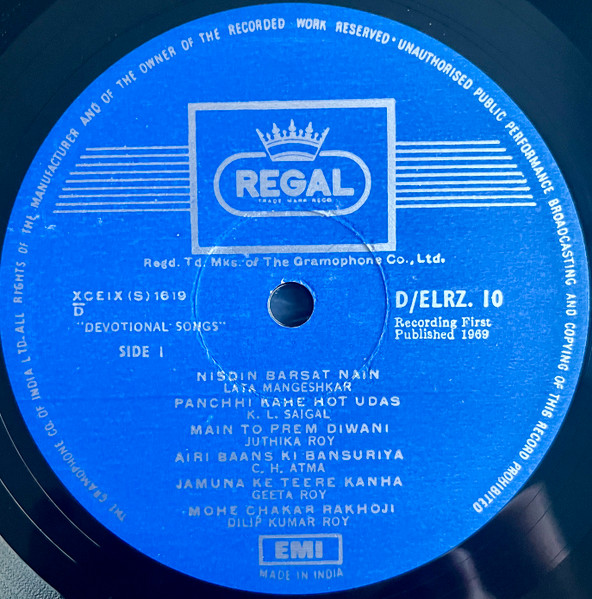 THE GRAMOPHONE CO. OF INDIA LTD-ALL RIGHTS OF THE MANUFACTURER AND OF THE OWNER OF THE RECORDED WORK RESERVED • UNAUTHORISED PUBLIC PERFORMANCE BROADCASTING AND COPYING OF THIS RECORD PROHIBITED
REGAL
TRADE MARK REGD.
Regd. Td. Mks. of The Gramophone Co., Ltd.
XCEIX (S) 1619
D
"DEVOTIONAL SONGS"
SIDE 1
D/ELRZ. 10
Recording First
Published 1969
NISDIN BARSAT NAIN
LATA MANGESHKAR
PANCHHI KAHE HOT UDAS
K. L. SAIGAL
MAIN TO PREM DIWANI
JUTHIKA ROY
AIRI BAANS KI BANSURIYA
C. H. ATMA
JAMUNA KE TEERE KANHA
GEETA ROY
MOHE CHAKAR RAKHOJI
DILIP KUMAR ROY
EMI
MADE IN INDIA